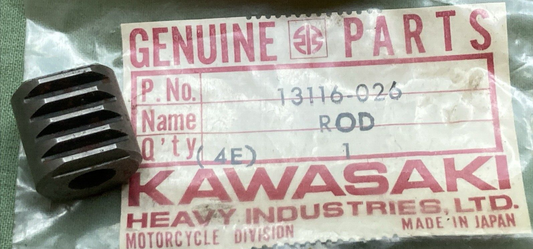 GENUINE PARTS
P. No. 13116-026
Name ROD
Q'ty (4E) 1
KAWASAKI
HEAVY INDUSTRIES, LTD.
MOTORCYCLE DIVISION MADE IN JAPAN